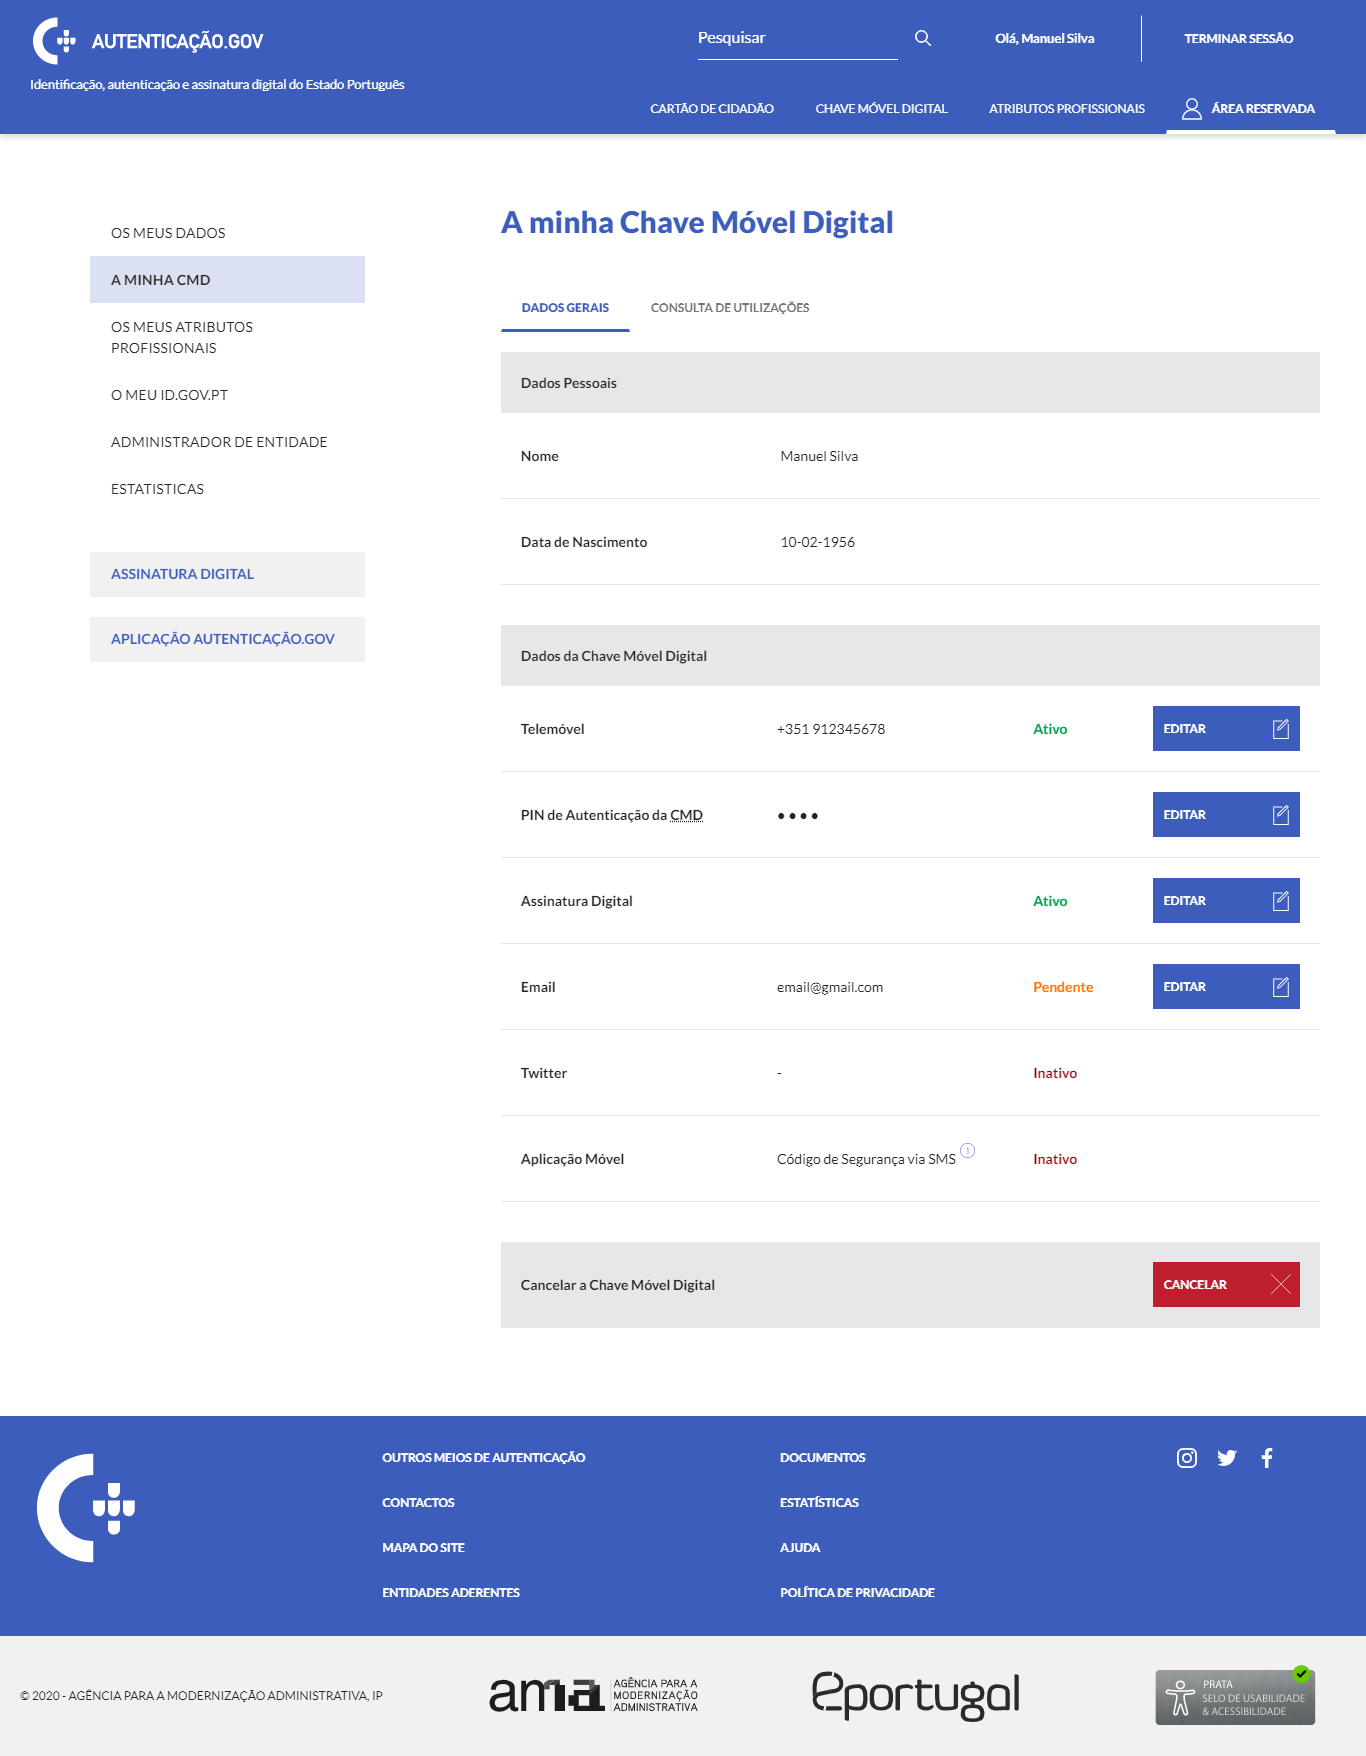 AUTENTICAÇÃO.GOV
Identificação, autenticação e assinatura digital do Estado Português
Pesquisar
Olá, Manuel Silva
TERMINAR SESSÃO
CARTÃO DE CIDADÃO
CHAVE MÓVEL DIGITAL
ATRIBUTOS PROFISSIONAIS
ÁREA RESERVADA
OS MEUS DADOS
A MINHA CMD
OS MEUS ATRIBUTOS
PROFISSIONAIS
O MEU ID.GOV.PT
ADMINISTRADOR DE ENTIDADE
ESTATISTICAS
ASSINATURA DIGITAL
APLICAÇÃO AUTENTICAÇÃO.GOV
A minha Chave Móvel Digital
DADOS GERAIS
CONSULTA DE UTILIZAÇÕES
Dados Pessoais
Nome
Manuel Silva
Data de Nascimento
10-02-1956
Dados da Chave Móvel Digital
Telemóvel
+351 912345678
Ativo
EDITAR
PIN de Autenticação da CMD
••••
EDITAR
Assinatura Digital
Ativo
EDITAR
Email
email@gmail.com
Pendente
EDITAR
Twitter
-
Inativo
Aplicação Móvel
Código de Segurança via SMS
Inativo
Cancelar a Chave Móvel Digital
CANCELAR
OUTROS MEIOS DE AUTENTICAÇÃO
CONTACTOS
MAPA DO SITE
ENTIDADES ADERENTES
DOCUMENTOS
ESTATÍSTICAS
AJUDA
POLÍTICA DE PRIVACIDADE
© 2020 - AGÊNCIA PARA A MODERNIZAÇÃO ADMINISTRATIVA, IP
ama
AGÊNCIA PARA A
MODERNIZAÇÃO
ADMINISTRATIVA
eportugal
PRATA
SELO DE USABILIDADE
& ACESSIBILIDADE